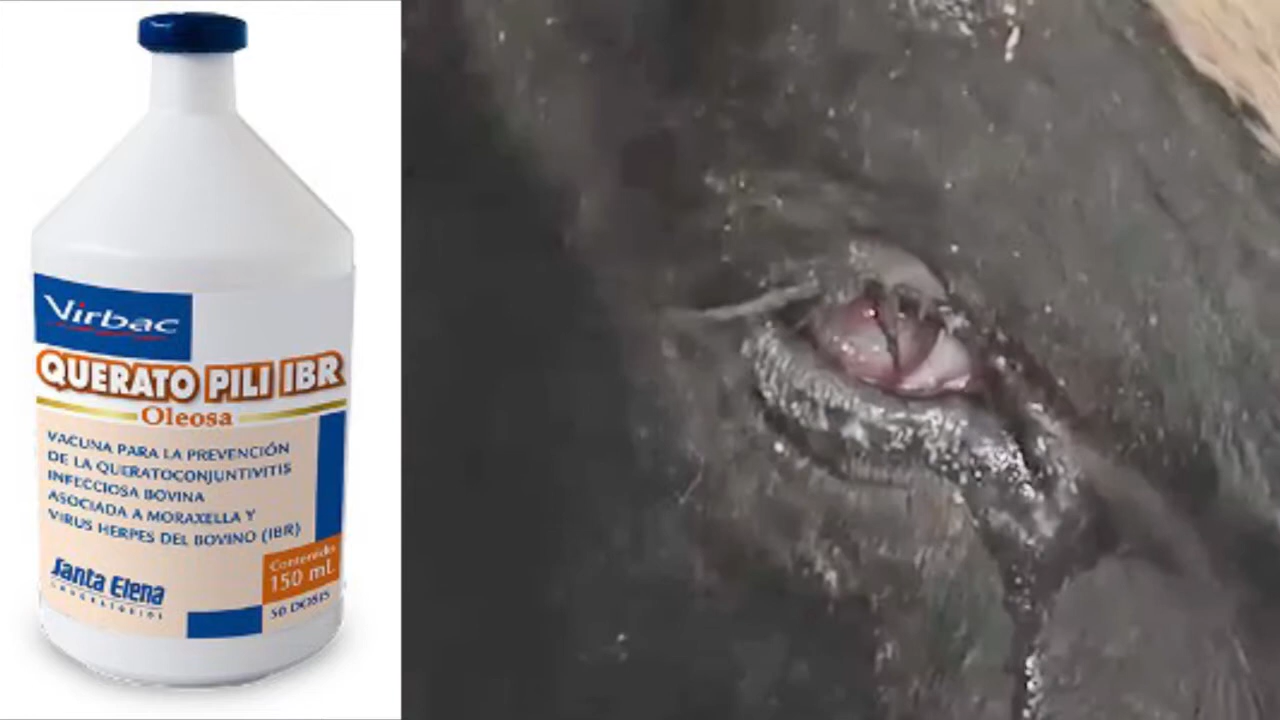 Virbac
QUERATO PILI IBR
Oleosa
VACUNA PARA LA PREVENCIÓN
DE LA QUERATOCONJUNTIVITIS
INFECCIOSA BOVINA
ASOCIADA A MORAXELLA Y
VIRUS HERPES DEL BOVINO (IBR)
Contenido
150 mL
50 DOSIS
Santa Elena
LABORATORIOS